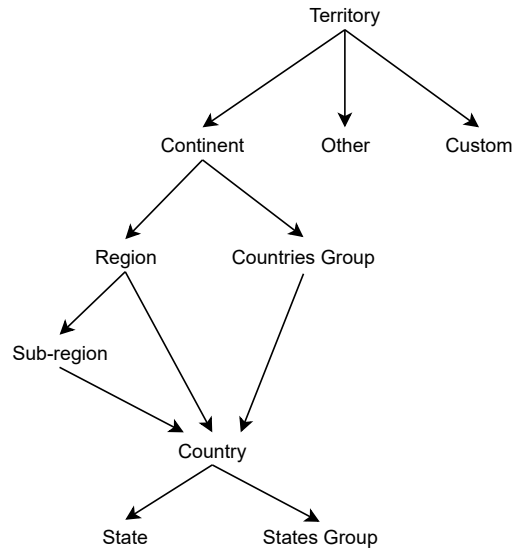 Territory
Continent
Other
Custom
Region
Countries Group
Sub-region
Country
State
States Group